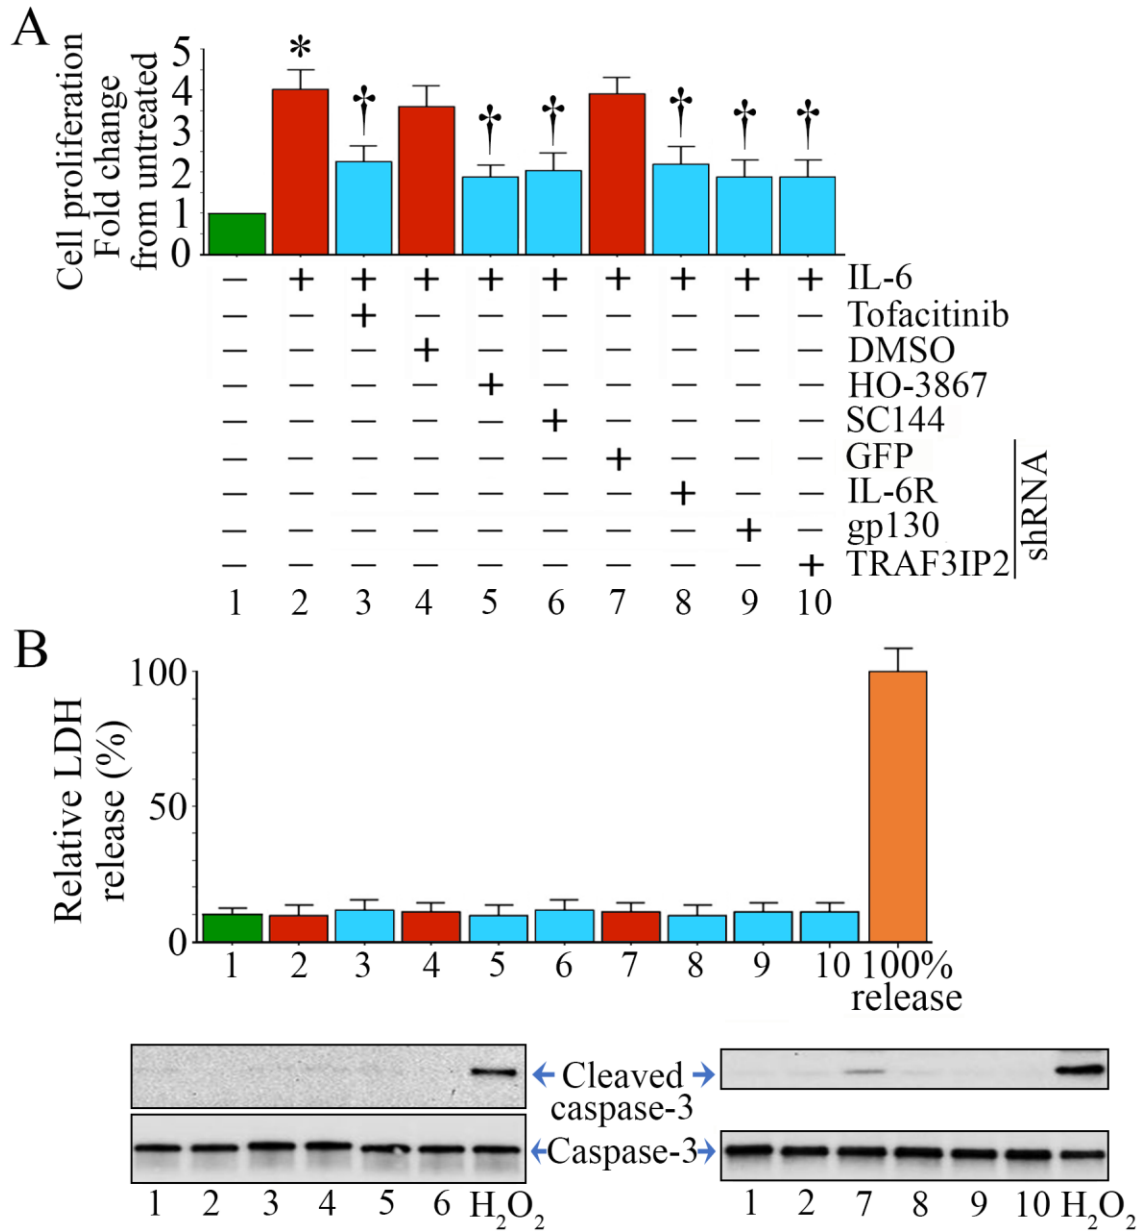 A
Cell proliferation
Fold change
from untreated
5
4
3
2
1
0
*
† † † † † †
– + + + + + + + + + IL-6
– – + – – – – – – – Tofacitinib
– – – + – – – – – – DMSO
– – – – + – – – – – HO-3867
– – – – – + – – – – SC144
– – – – – – + – – – GFP
– – – – – – – + – – IL-6R
– – – – – – – – + – gp130
– – – – – – – – – + TRAF3IP2
shRNA
1 2 3 4 5 6 7 8 9 10
B
Relative LDH
release (%)
100
50
0
1 2 3 4 5 6 7 8 9 10 100%
release
Cleaved
caspase-3
Caspase-3
1 2 3 4 5 6 H₂O₂
1 2 7 8 9 10 H₂O₂